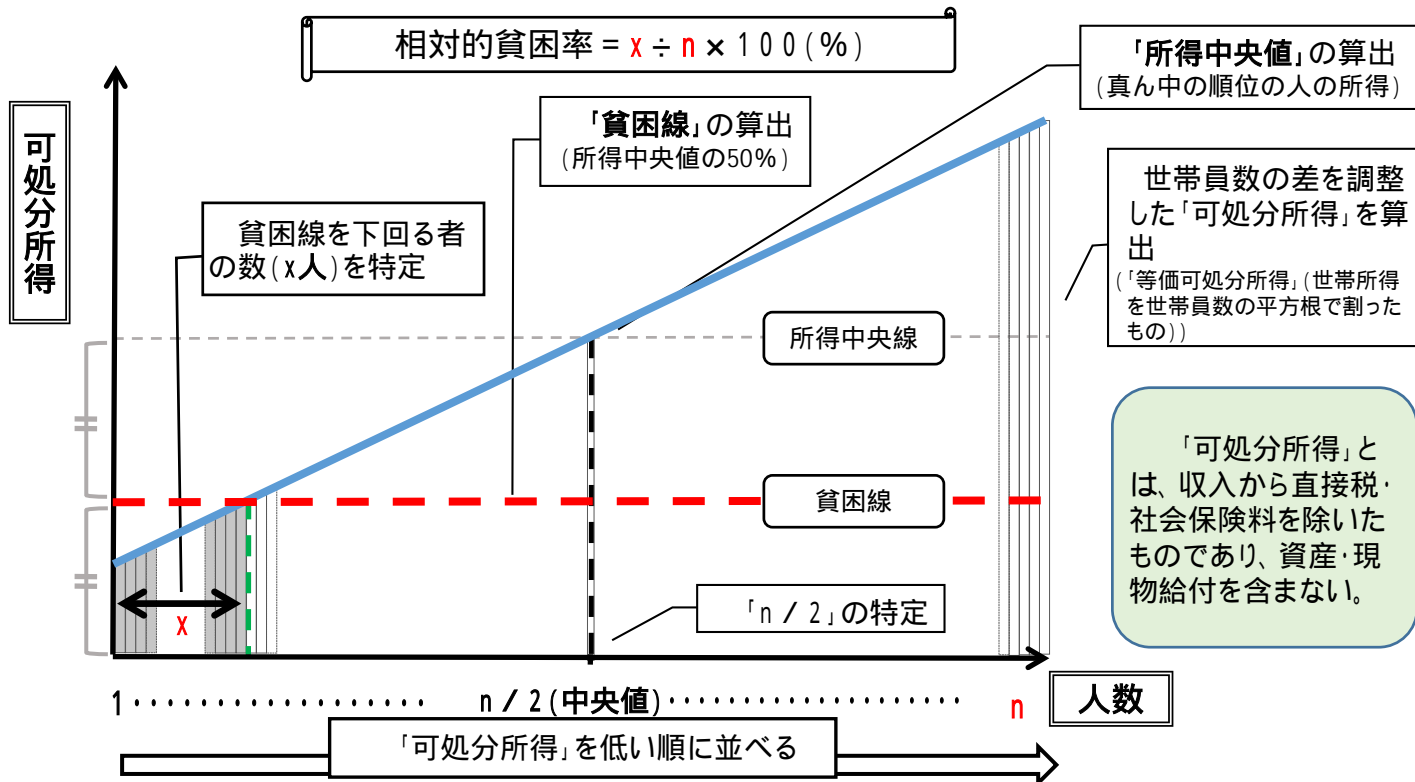 相対的貧困率 = x ÷ n × 100(%)
「所得中央値」の算出
(真ん中の順位の人の所得)
「貧困線」の算出
(所得中央値の50%)
可処分所得
世帯員数の差を調整
した「可処分所得」を算
出
(「等価可処分所得」(世帯所得
を世帯員数の平方根で割った
もの))
貧困線を下回る者
の数(x人)を特定
所得中央線
貧困線
「可処分所得」と
は、収入から直接税・
社会保険料を除いた
ものであり、資産・現
物給付を含まない。
x
「n/2」の特定
1 ・・・・・・・・・・・・・・・・・・ n/2(中央値)・・・・・・・・・・・・・・・・・・ n
人数
「可処分所得」を低い順に並べる